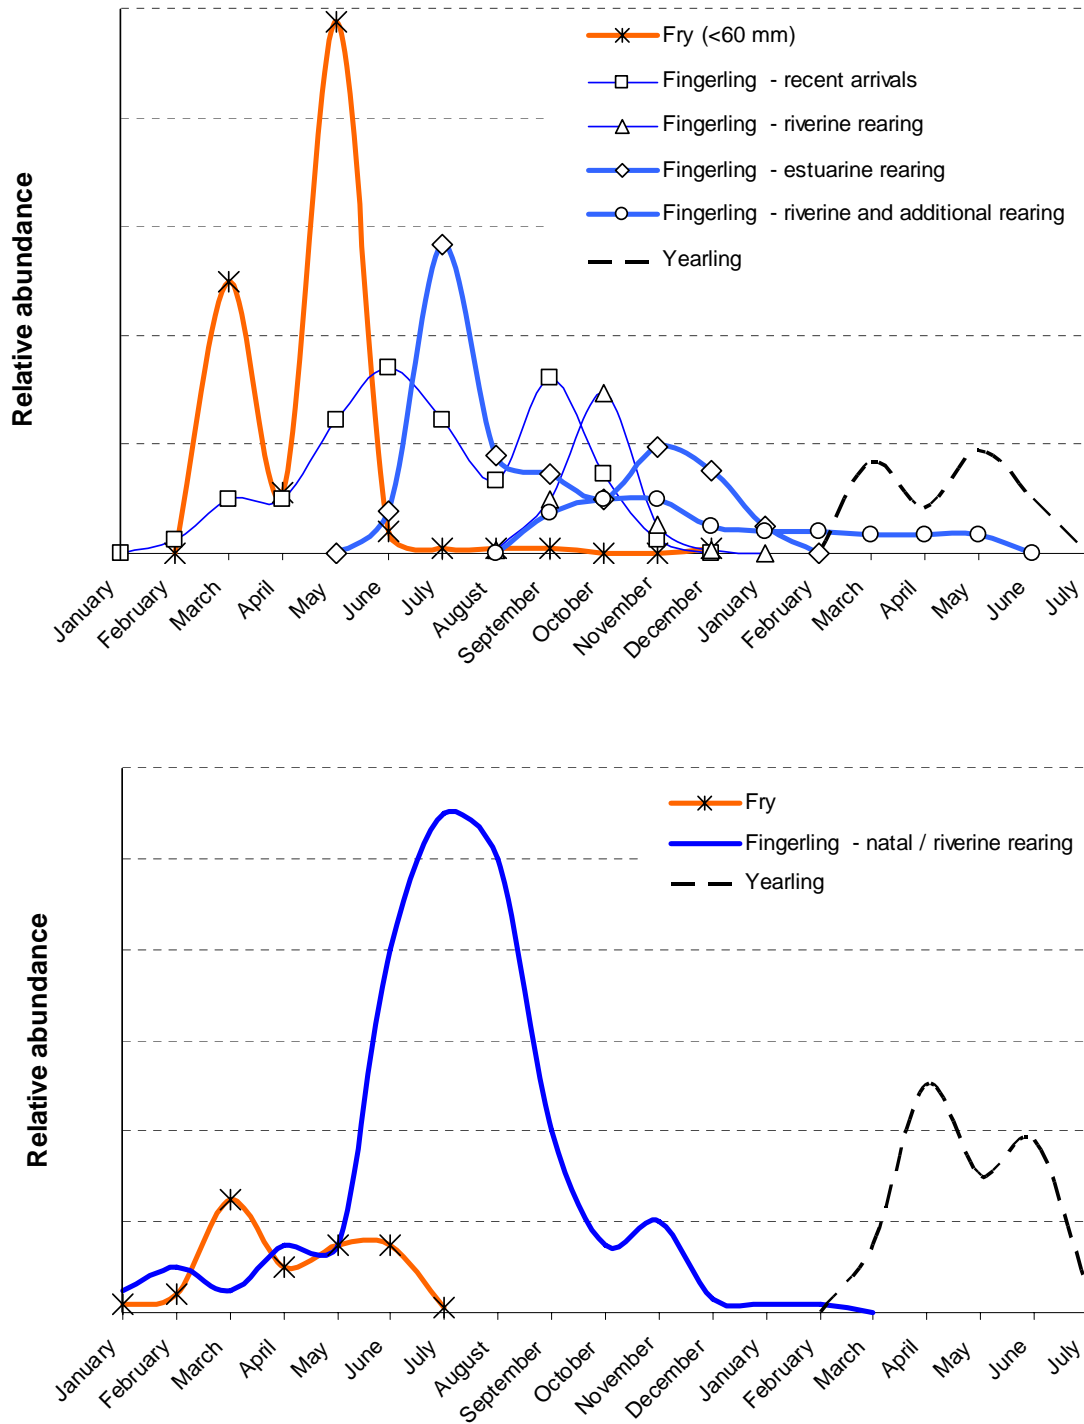 Relative abundance
Fry (<60 mm)
Fingerling - recent arrivals
Fingerling - riverine rearing
Fingerling - estuarine rearing
Fingerling - riverine and additional rearing
Yearling
January
February
March
April
May
June
July
August
September
October
November
December
January
February
March
April
May
June
July
Relative abundance
Fry
Fingerling - natal / riverine rearing
Yearling
January
February
March
April
May
June
July
August
September
October
November
December
January
February
March
April
May
June
July